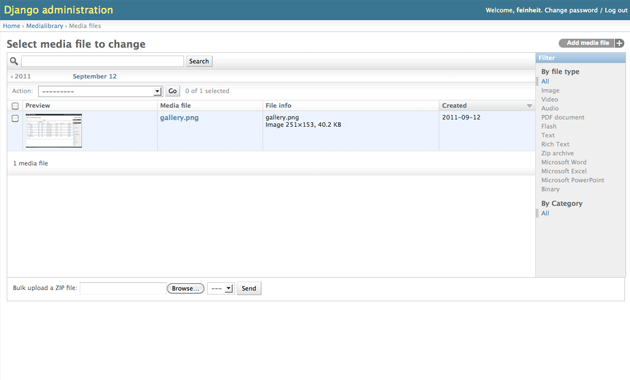 Django administration
Welcome, feinheit. Change password / Log out
Home › Medialibrary › Media files
Select media file to change
Add media file +
Search
‹ 2011 September 12
Action: --------- Go 0 of 1 selected
Preview Media file File info Created
gallery.png gallery.png 2011-09-12
Image 251×153, 40.2 KB
1 media file
Bulk upload a ZIP file: Browse... --- Send
Filter
By file type
All
Image
Video
Audio
PDF document
Flash
Text
Rich Text
Zip archive
Microsoft Word
Microsoft Excel
Microsoft PowerPoint
Binary
By Category
All